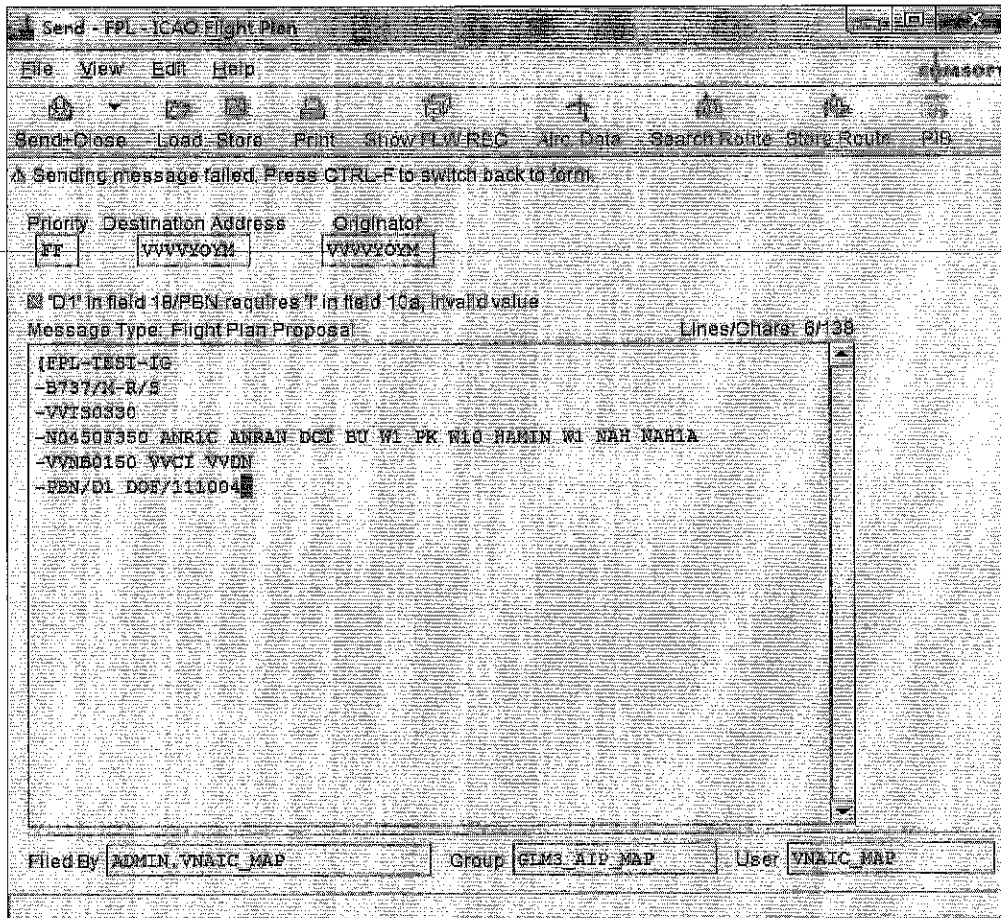 Send - FPL - ICAO Flight Plan
File View Edit Help
Send+Close Load Store Print Show FLW REC Airc. Data Search Route Store Route PIB
Sending message failed. Press CTRL-F to switch back to form.
Priority Destination Address Originator
FF VVVVYOYM VVVVYOYM
"D1" in field 18/PBN requires 'I' in field 10a, invalid value
Message Type: Flight Plan Proposal Lines/Chars: 6/138
(FPL-TEST-IG
-B737/M-R/S
-VVTS0330
-N0450F350 ANR1C ANRAN DCT BU W1 PK W10 HAMIN W1 NAH NAH1A
-VVNB0150 VVCI VVDN
-PBN/D1 DOF/111004
Filed By ADMIN.VNAIC_MAP Group GLM3_AIP_MAP User VNAIC_MAP